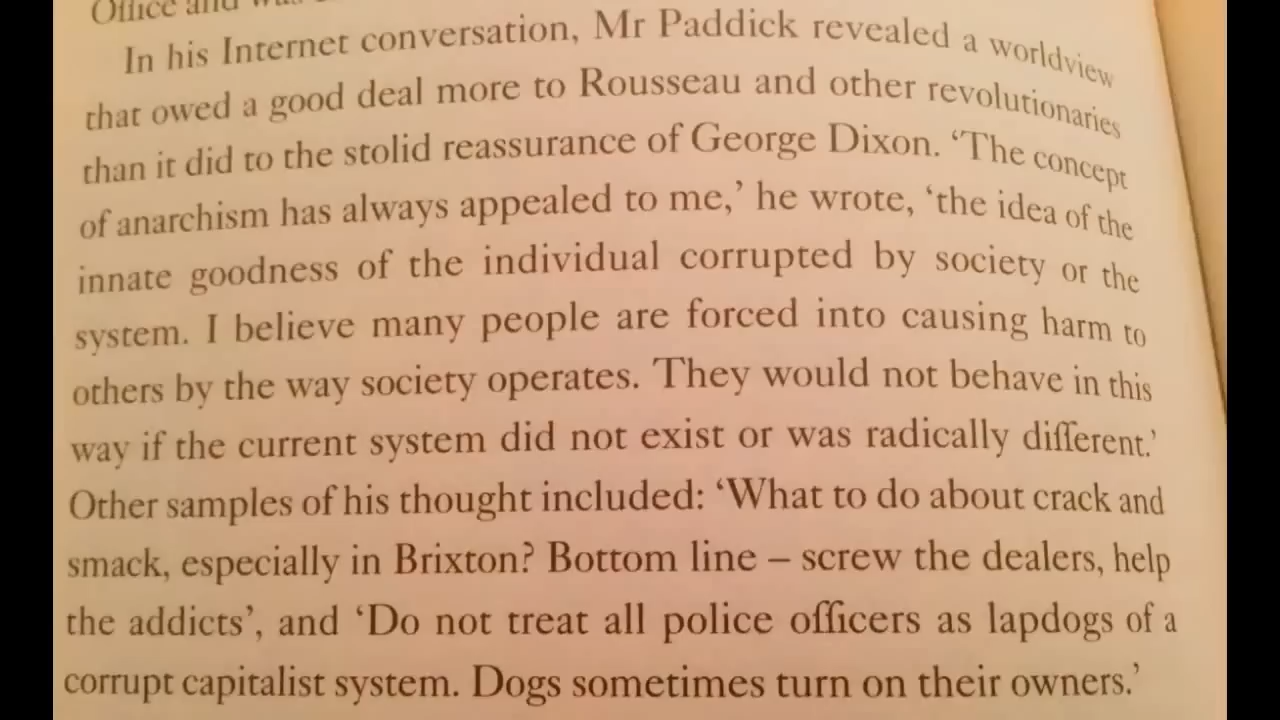 Office and was
In his Internet conversation, Mr Paddick revealed a worldview
that owed a good deal more to Rousseau and other revolutionaries
than it did to the stolid reassurance of George Dixon. ‘The concept
of anarchism has always appealed to me,’ he wrote, ‘the idea of the
innate goodness of the individual corrupted by society or the
system. I believe many people are forced into causing harm to
others by the way society operates. They would not behave in this
way if the current system did not exist or was radically different.’
Other samples of his thought included: ‘What to do about crack and
smack, especially in Brixton? Bottom line – screw the dealers, help
the addicts’, and ‘Do not treat all police officers as lapdogs of a
corrupt capitalist system. Dogs sometimes turn on their owners.’